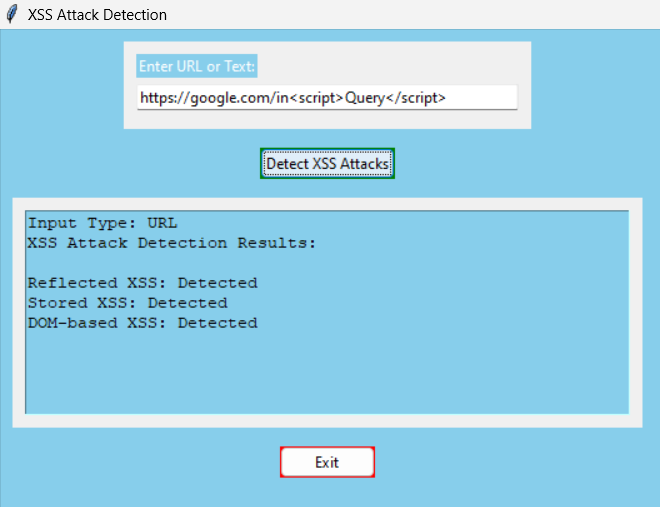 XSS Attack Detection
Enter URL or Text:
https://google.com/in<script>Query</script>
Detect XSS Attacks
Input Type: URL
XSS Attack Detection Results:
Reflected XSS: Detected
Stored XSS: Detected
DOM-based XSS: Detected
Exit